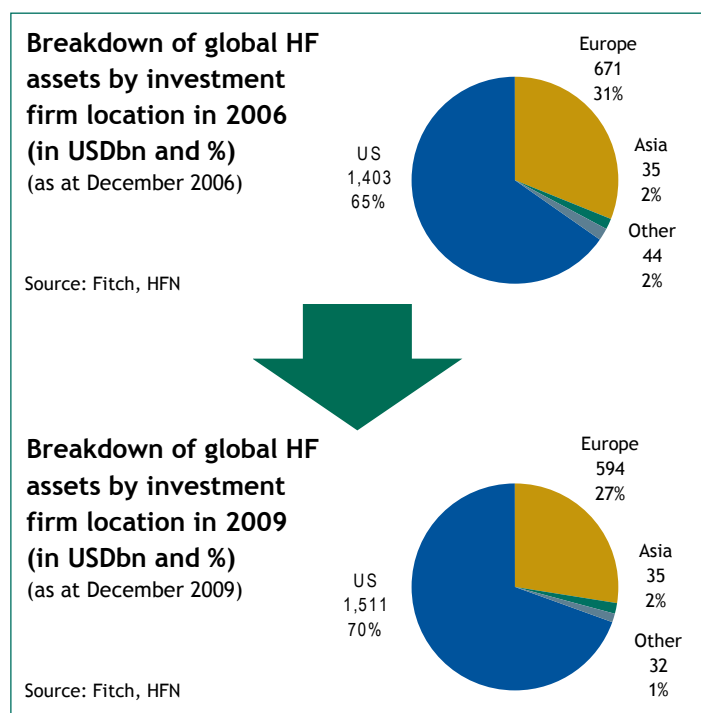 Breakdown of global HF
assets by investment
firm location in 2006
(in USDbn and %)
(as at December 2006)
Source: Fitch, HFN
Europe
671
31%
US
1,403
65%
Asia
35
2%
Other
44
2%
Breakdown of global HF
assets by investment
firm location in 2009
(in USDbn and %)
(as at December 2009)
Source: Fitch, HFN
Europe
594
27%
US
1,511
70%
Asia
35
2%
Other
32
1%